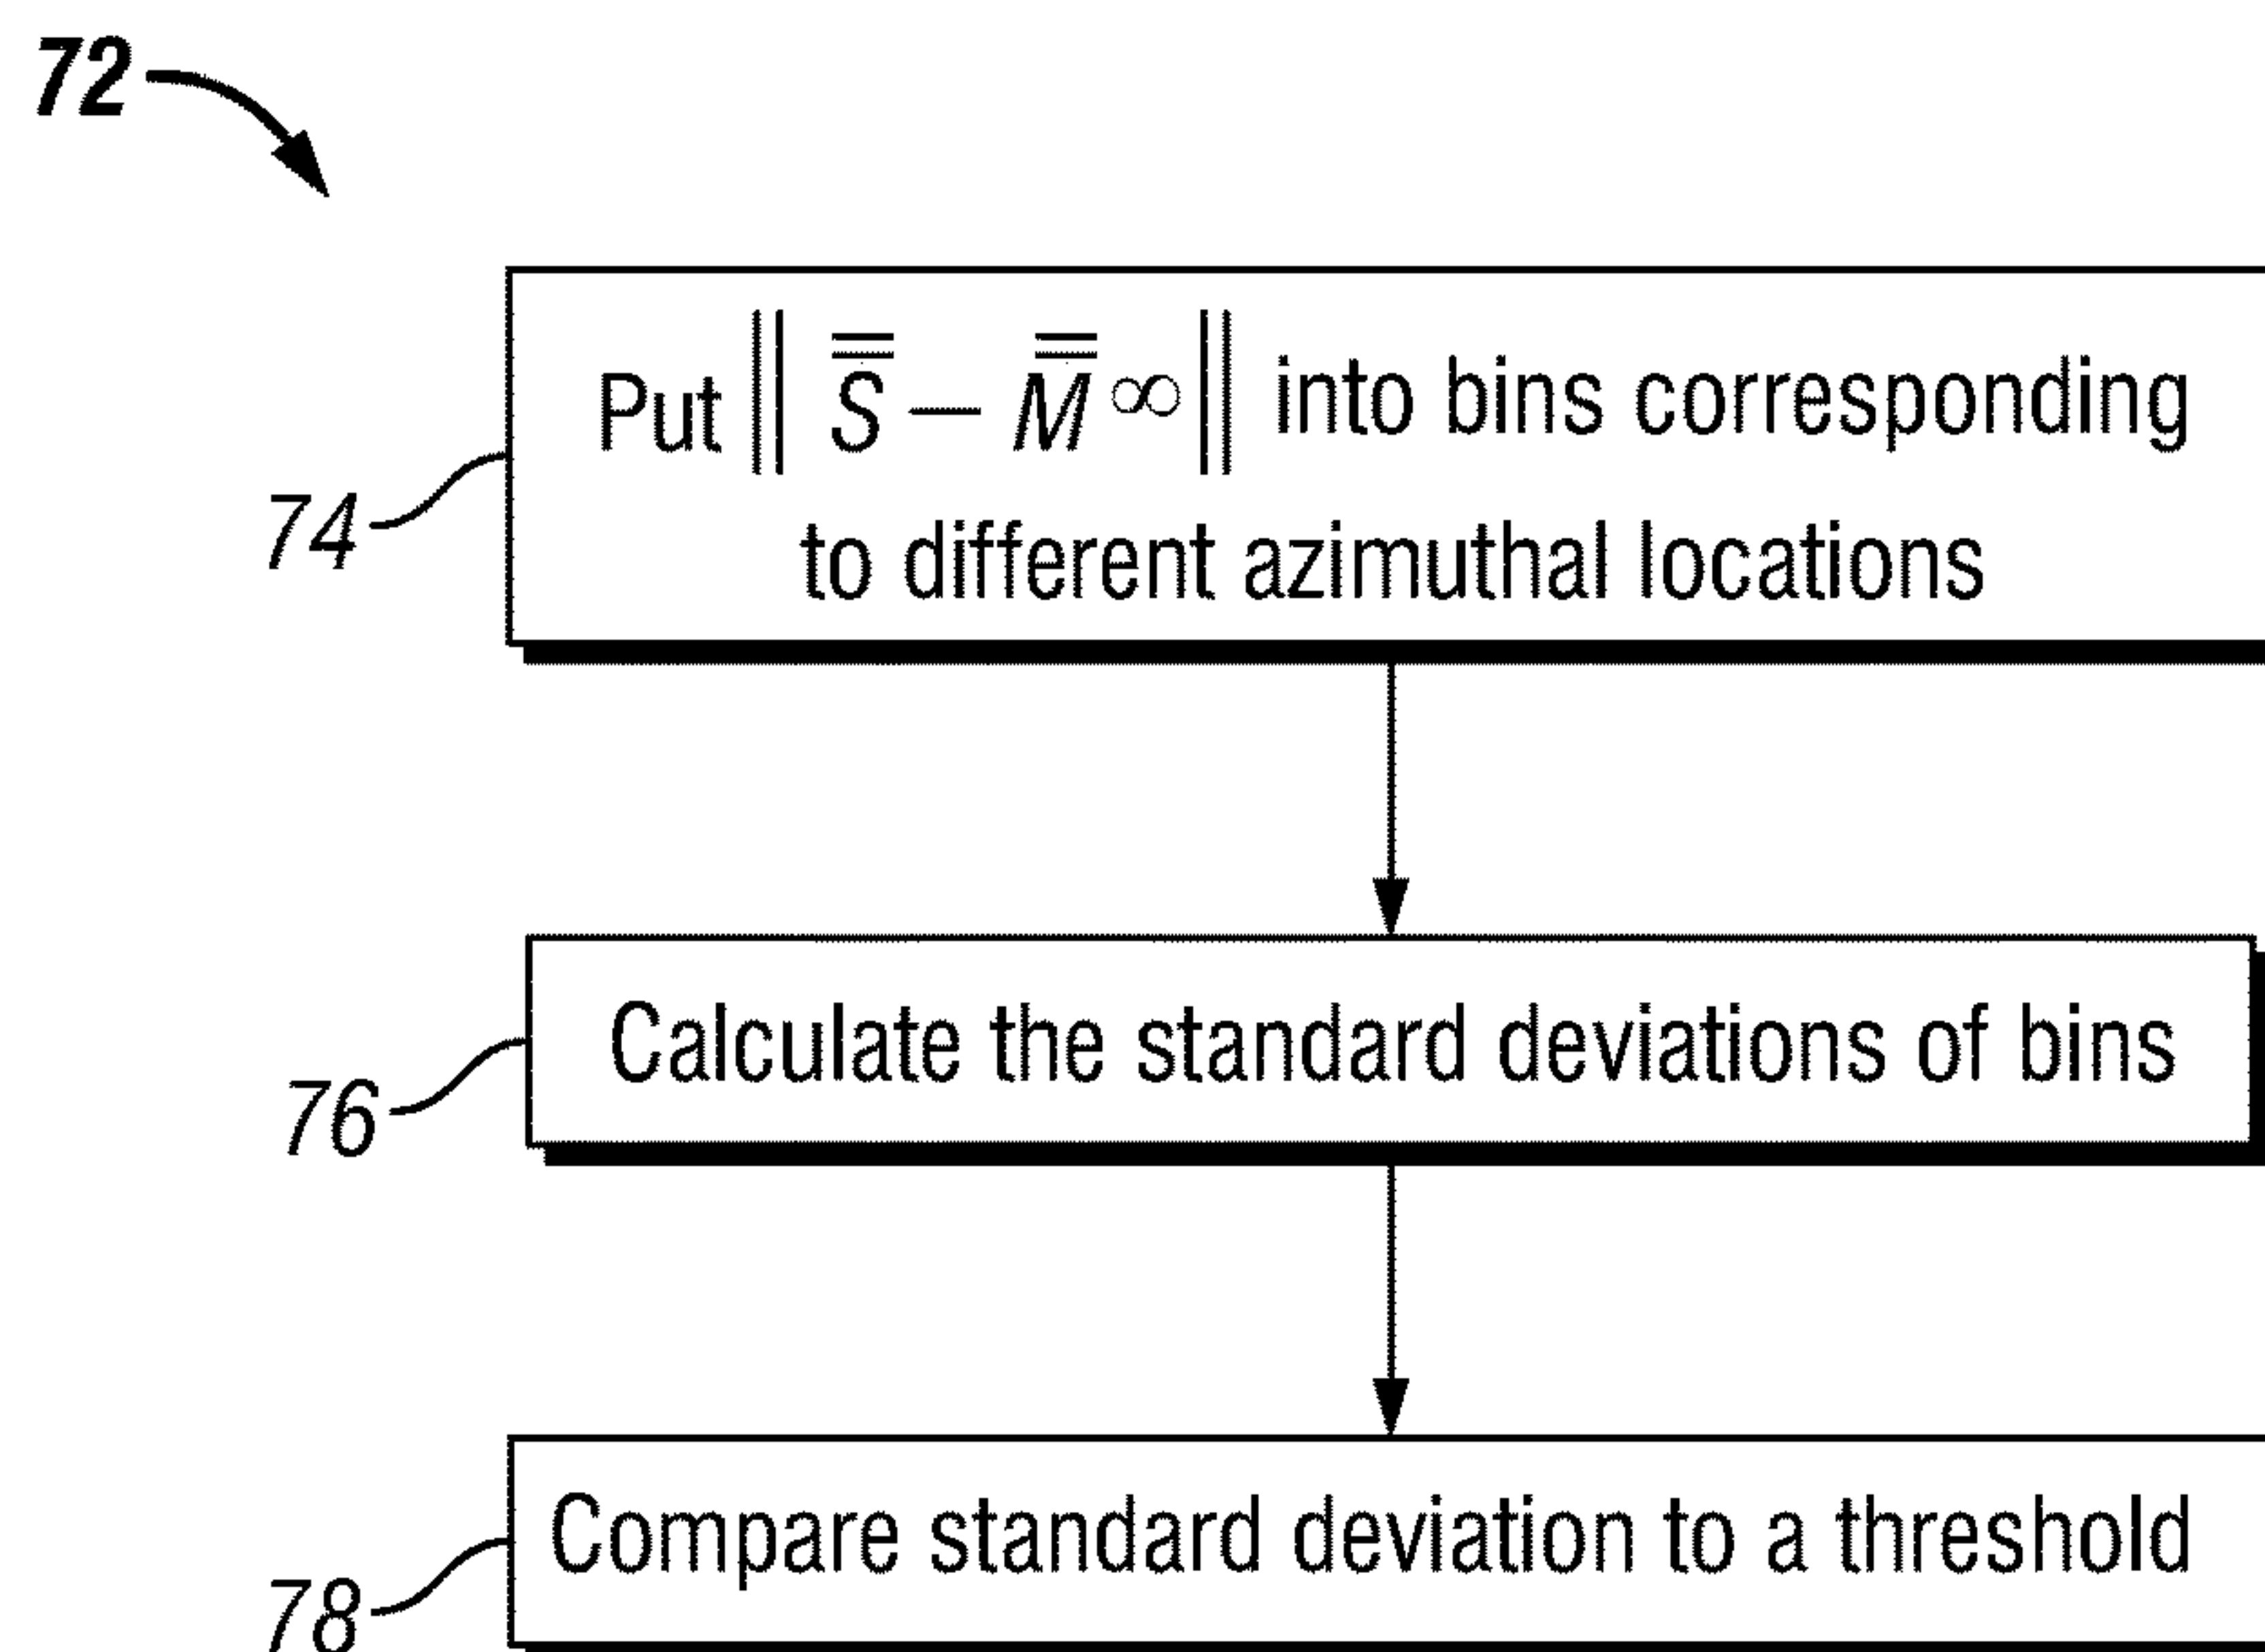 72
Put ‖ S̿ – M̿ ∞ ‖ into bins corresponding
to different azimuthal locations
74
Calculate the standard deviations of bins
76
Compare standard deviation to a threshold
78